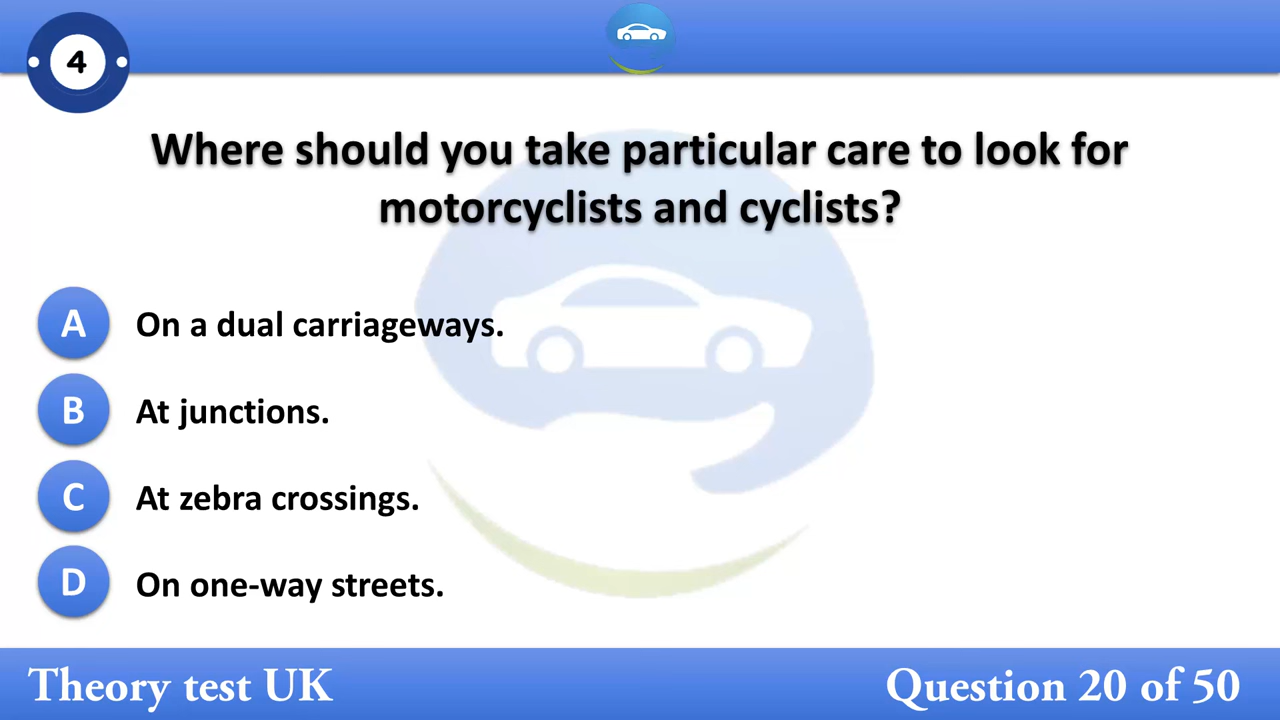 4
Where should you take particular care to look for
motorcyclists and cyclists?
A On a dual carriageways.
B At junctions.
C At zebra crossings.
D On one-way streets.
Theory test UK
Question 20 of 50